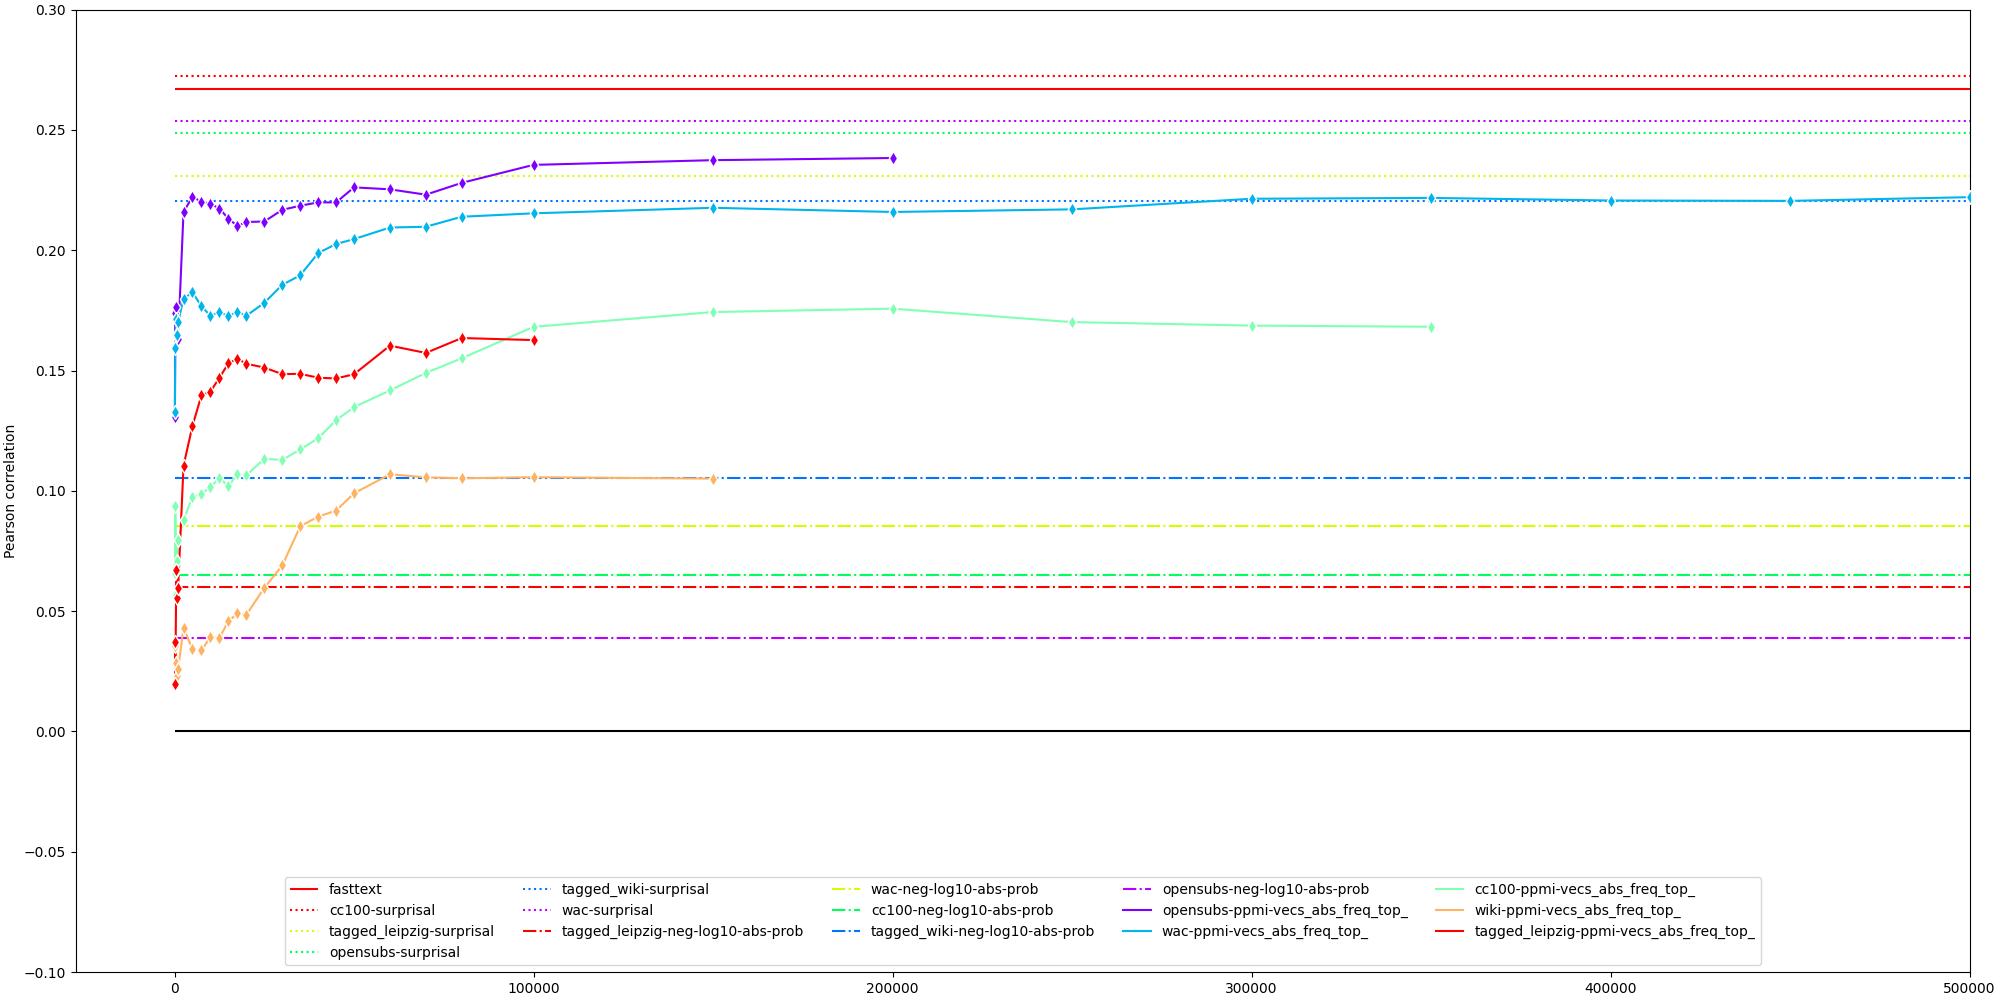 0.30
0.25
0.20
0.15
0.10
0.05
0.00
−0.05
−0.10
Pearson correlation
fasttext
cc100-surprisal
tagged_leipzig-surprisal
opensubs-surprisal
tagged_wiki-surprisal
wac-surprisal
tagged_leipzig-neg-log10-abs-prob
wac-neg-log10-abs-prob
cc100-neg-log10-abs-prob
tagged_wiki-neg-log10-abs-prob
opensubs-neg-log10-abs-prob
opensubs-ppmi-vecs_abs_freq_top_
wac-ppmi-vecs_abs_freq_top_
cc100-ppmi-vecs_abs_freq_top_
wiki-ppmi-vecs_abs_freq_top_
tagged_leipzig-ppmi-vecs_abs_freq_top_
0 100000 200000 300000 400000 500000